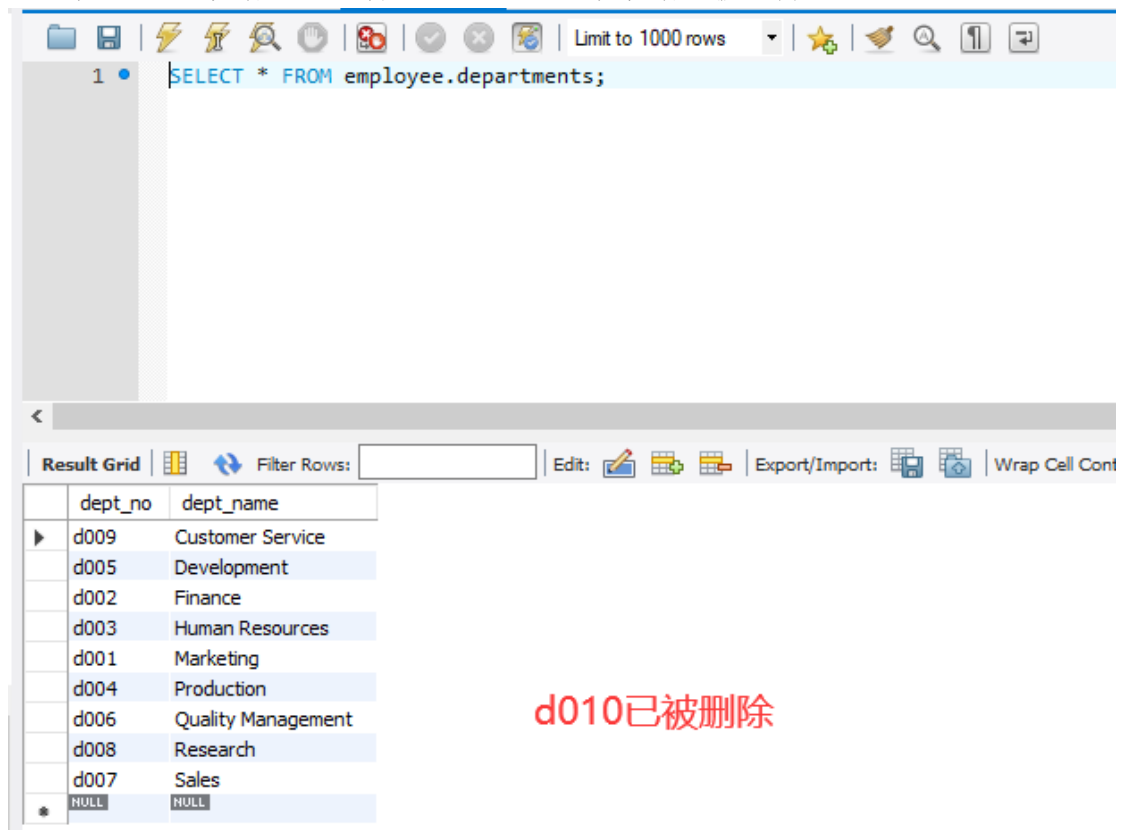 Limit to 1000 rows
1 SELECT * FROM employee.departments;
Result Grid Filter Rows: Edit: Export/Import: Wrap Cell Cont
dept_no dept_name
d009 Customer Service
d005 Development
d002 Finance
d003 Human Resources
d001 Marketing
d004 Production
d006 Quality Management
d010已被删除
d008 Research
d007 Sales
NULL NULL